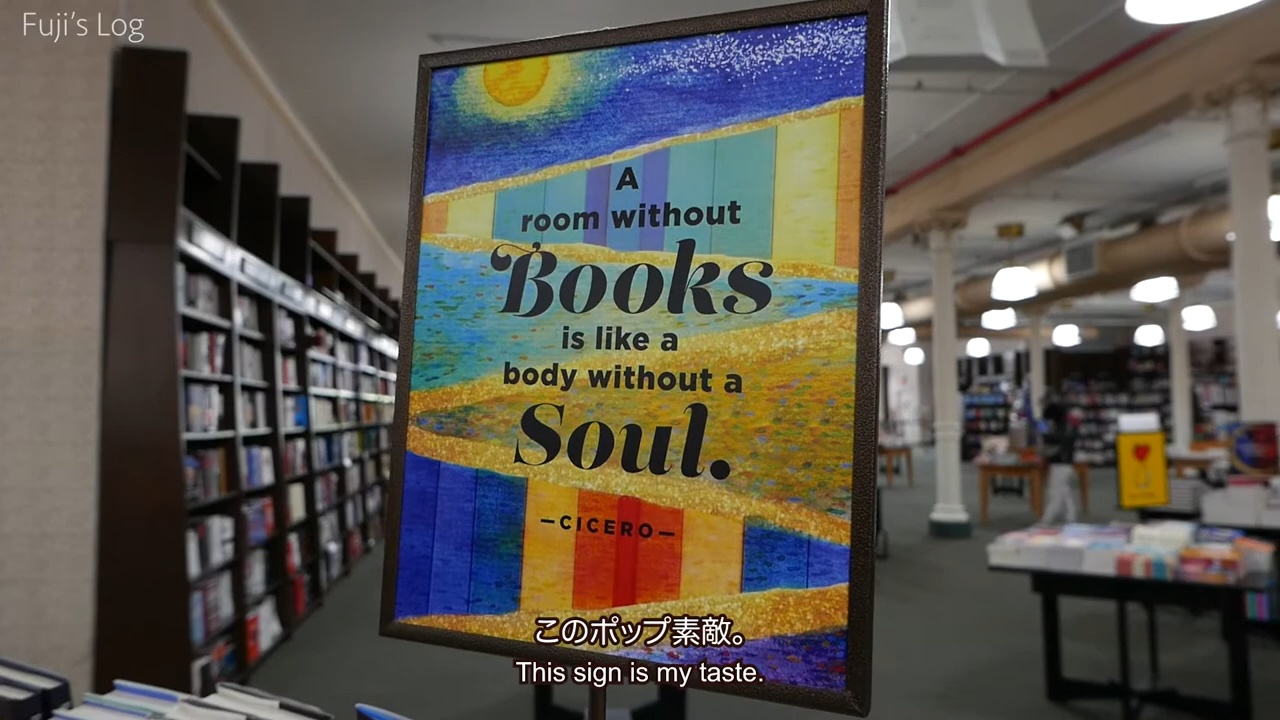 Fuji's Log
A
room without
Books
is like a
body without a
Soul.
—CICERO—
このポップ素敵。
This sign is my taste.